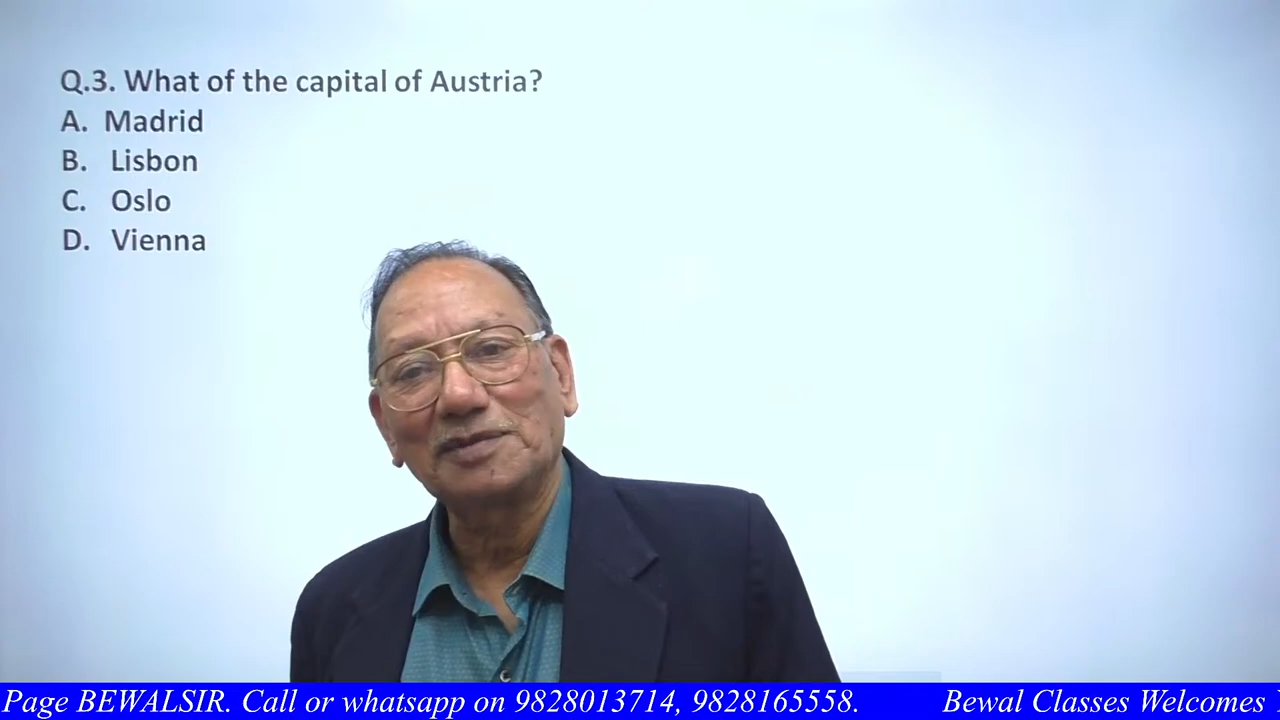 Q.3. What of the capital of Austria?
A. Madrid
B. Lisbon
C. Oslo
D. Vienna
Page BEWALSIR. Call or whatsapp on 9828013714, 9828165558. Bewal Classes Welcomes